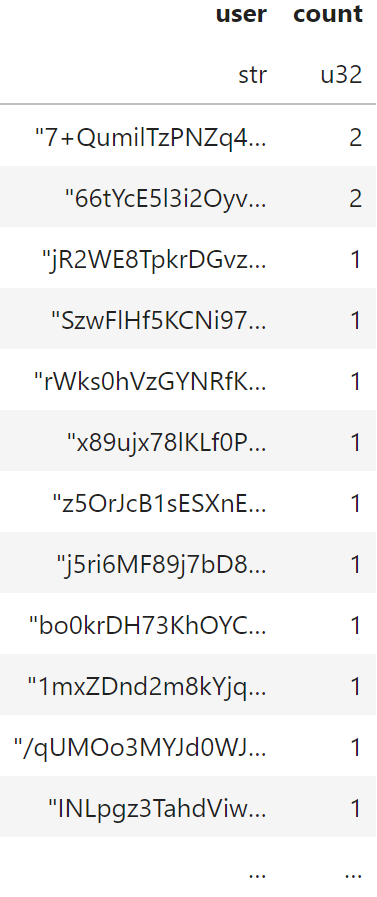 user count
str u32
"7+QumilTzPNZq4... 2
"66tYcE5l3i2Oyv... 2
"jR2WE8TpkrDGvz... 1
"SzwFlHf5KCNi97... 1
"rWks0hVzGYNRfK... 1
"x89ujx78lKLf0P... 1
"z5OrJcB1sESXnE... 1
"j5ri6MF89j7bD8... 1
"bo0krDH73KhOYC... 1
"1mxZDnd2m8kYjq... 1
"/qUMOo3MYJd0WJ... 1
"INLpgz3TahdViw... 1
... ...